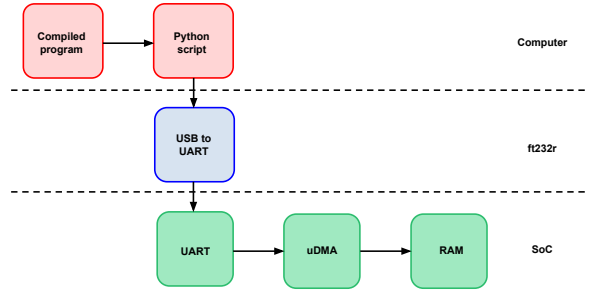 Compiled
program
Python
script
Computer
USB to
UART
ft232r
UART
uDMA
RAM
SoC